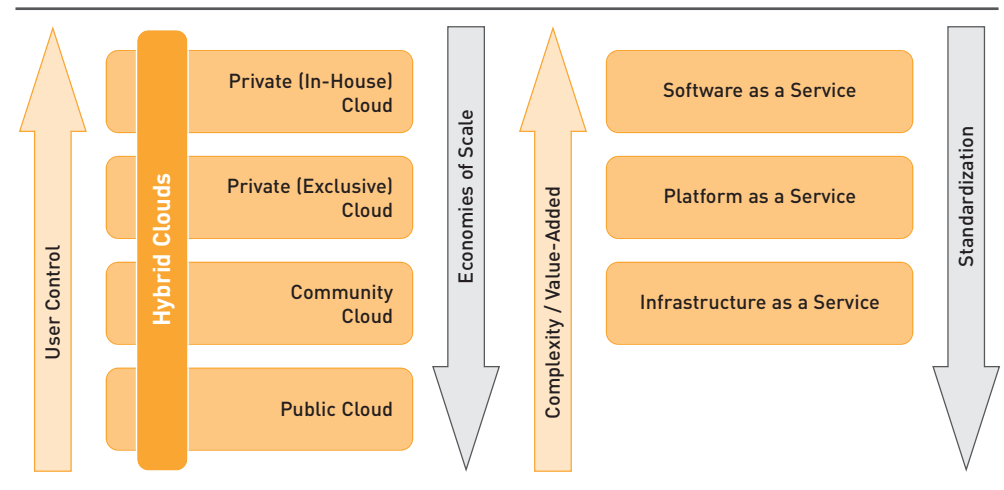 User Control
Hybrid Clouds
Private (In-House)
Cloud
Private (Exclusive)
Cloud
Community
Cloud
Public Cloud
Economies of Scale
Complexity / Value-Added
Software as a Service
Platform as a Service
Infrastructure as a Service
Standardization